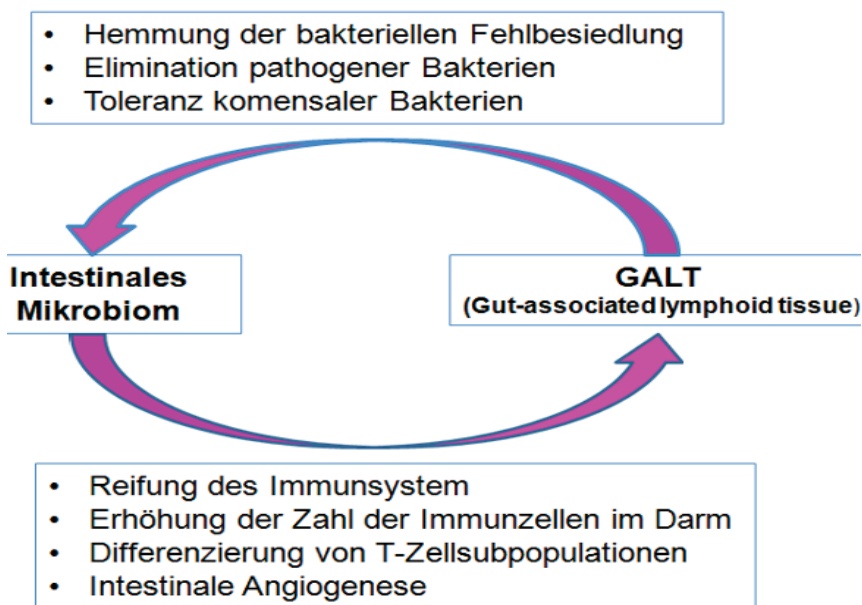 • Hemmung der bakteriellen Fehlbesiedlung
• Elimination pathogener Bakterien
• Toleranz komensaler Bakterien
Intestinales
Mikrobiom
GALT
(Gut-associated lymphoid tissue)
• Reifung des Immunsystem
• Erhöhung der Zahl der Immunzellen im Darm
• Differenzierung von T-Zellsubpopulationen
• Intestinale Angiogenese